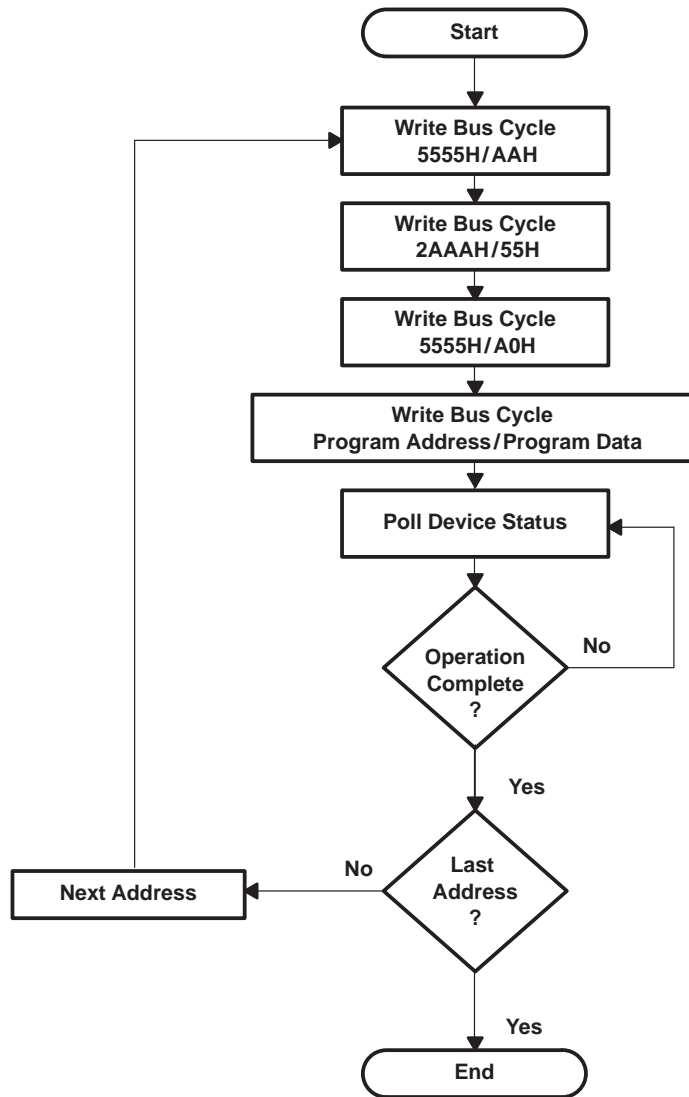 Start
Write Bus Cycle
5555H/AAH
Write Bus Cycle
2AAAH/55H
Write Bus Cycle
5555H/A0H
Write Bus Cycle
Program Address/Program Data
Poll Device Status
Operation
Complete
?
No
Yes
Last
Address
?
No
Next Address
Yes
End